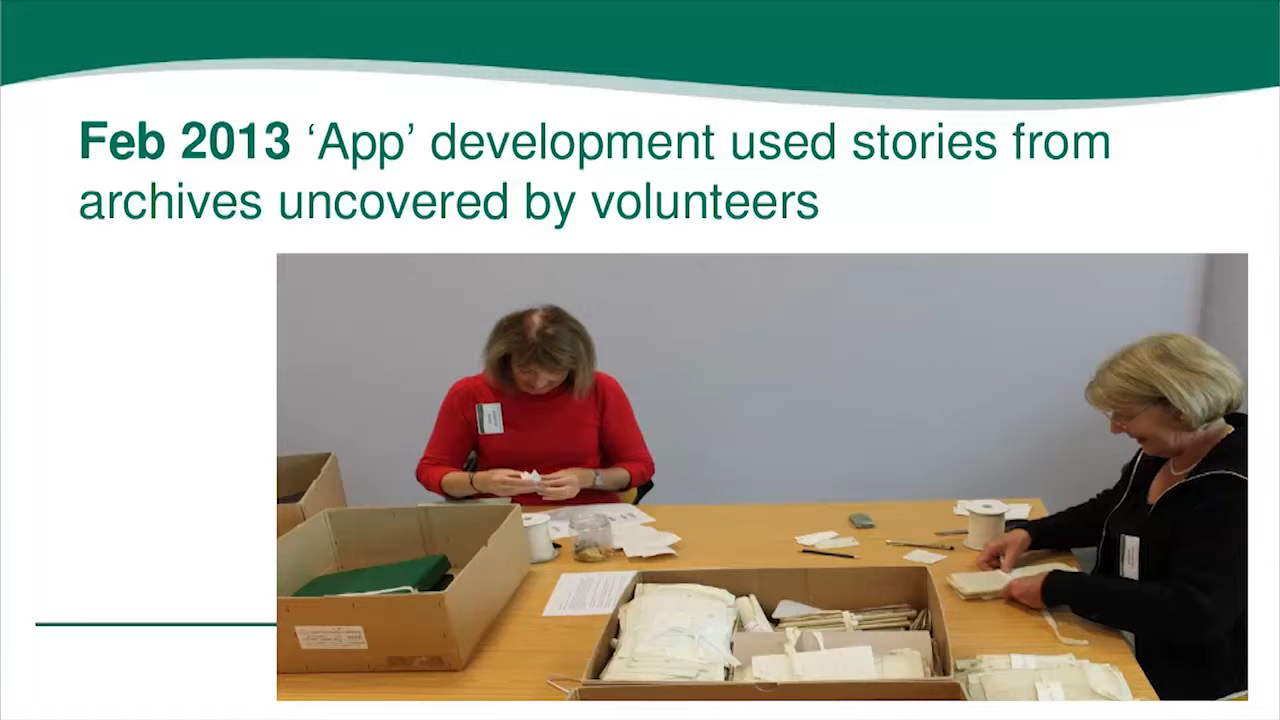 Feb 2013 ‘App’ development used stories from
archives uncovered by volunteers